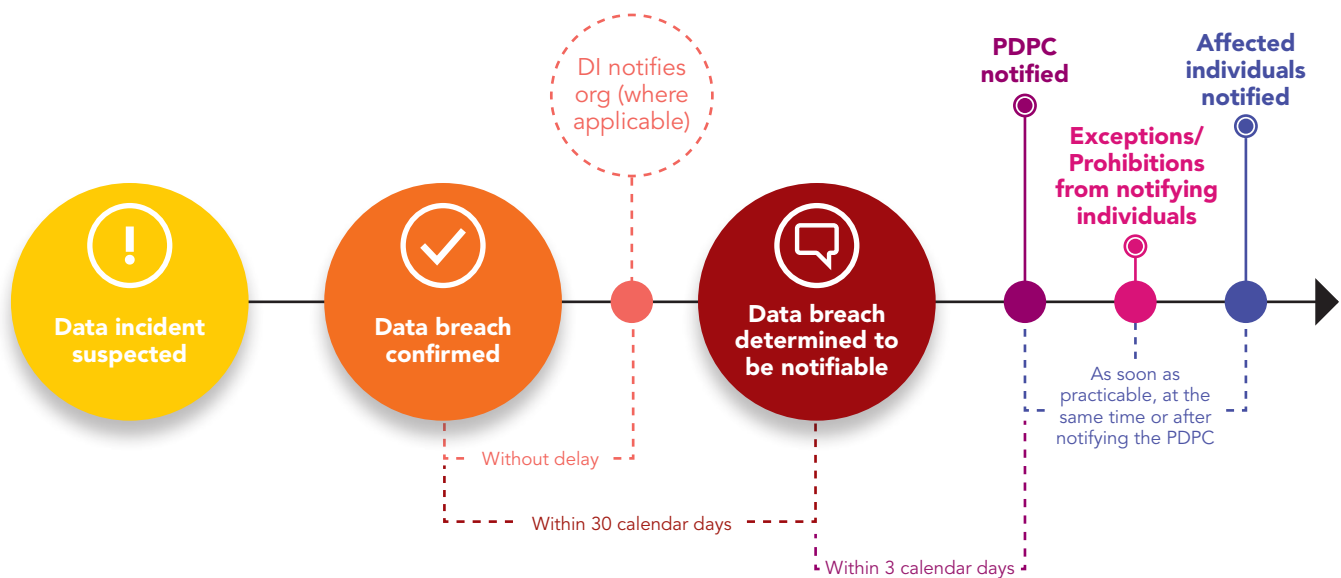 DI notifies
org (where
applicable)
PDPC
notified
Affected
individuals
notified
Exceptions/
Prohibitions
from notifying
individuals
Data incident
suspected
Data breach
confirmed
Data breach
determined to
be notifiable
As soon as
practicable, at the
same time or after
notifying the PDPC
Without delay
Within 30 calendar days
Within 3 calendar days